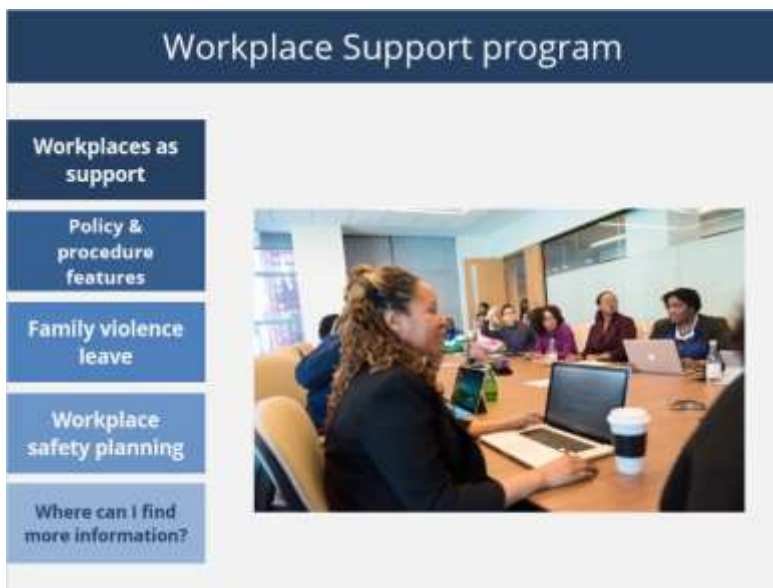 Workplace Support program
Workplaces as
support
Policy &
procedure
features
Family violence
leave
Workplace
safety planning
Where can I find
more information?